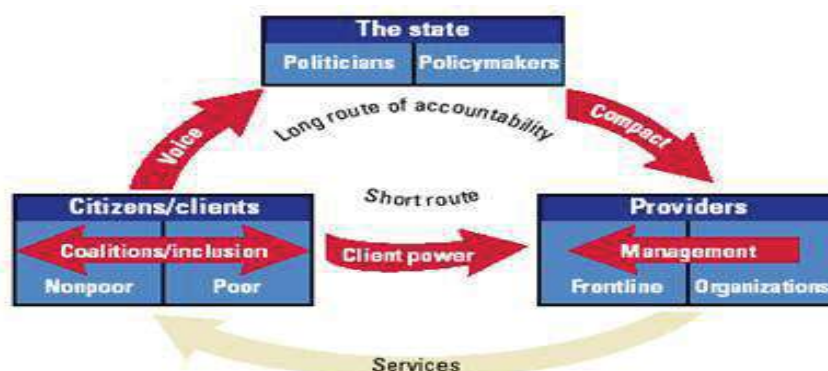 The state
Politicians Policymakers
Long route of accountability
Voice
Compact
Short route
Citizens/clients
Providers
Coalitions/inclusion
Client power
Management
Nonpoor Poor
Frontline Organizations
Services